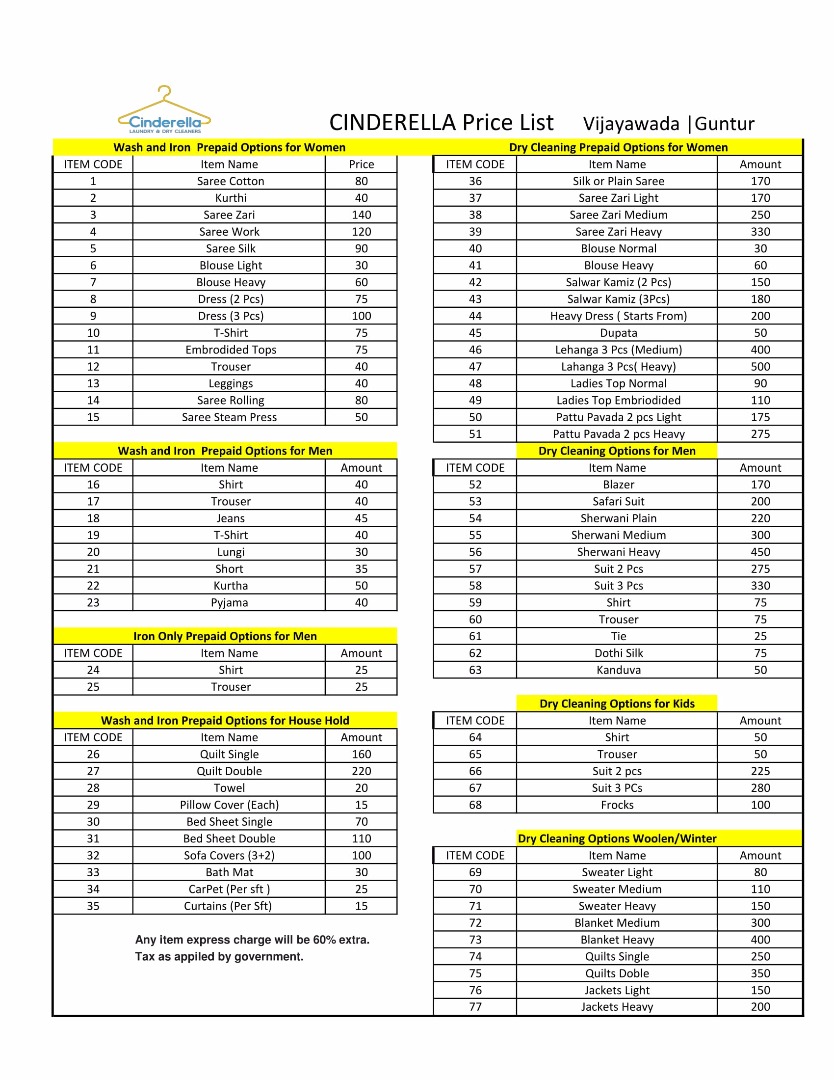 Cinderella
LAUNDRY & DRY CLEANERS
CINDERELLA Price List Vijayawada |Guntur
Wash and Iron Prepaid Options for Women
ITEM CODE Item Name Price
1 Saree Cotton 80
2 Kurthi 40
3 Saree Zari 140
4 Saree Work 120
5 Saree Silk 90
6 Blouse Light 30
7 Blouse Heavy 60
8 Dress (2 Pcs) 75
9 Dress (3 Pcs) 100
10 T-Shirt 75
11 Embrodided Tops 75
12 Trouser 40
13 Leggings 40
14 Saree Rolling 80
15 Saree Steam Press 50
Wash and Iron Prepaid Options for Men
ITEM CODE Item Name Amount
16 Shirt 40
17 Trouser 40
18 Jeans 45
19 T-Shirt 40
20 Lungi 30
21 Short 35
22 Kurtha 50
23 Pyjama 40
Iron Only Prepaid Options for Men
ITEM CODE Item Name Amount
24 Shirt 25
25 Trouser 25
Wash and Iron Prepaid Options for House Hold
ITEM CODE Item Name Amount
26 Quilt Single 160
27 Quilt Double 220
28 Towel 20
29 Pillow Cover (Each) 15
30 Bed Sheet Single 70
31 Bed Sheet Double 110
32 Sofa Covers (3+2) 100
33 Bath Mat 30
34 CarPet (Per sft ) 25
35 Curtains (Per Sft) 15
Any item express charge will be 60% extra.
Tax as appiled by government.
Dry Cleaning Prepaid Options for Women
ITEM CODE Item Name Amount
36 Silk or Plain Saree 170
37 Saree Zari Light 170
38 Saree Zari Medium 250
39 Saree Zari Heavy 330
40 Blouse Normal 30
41 Blouse Heavy 60
42 Salwar Kamiz (2 Pcs) 150
43 Salwar Kamiz (3Pcs) 180
44 Heavy Dress ( Starts From) 200
45 Dupata 50
46 Lehanga 3 Pcs (Medium) 400
47 Lahanga 3 Pcs( Heavy) 500
48 Ladies Top Normal 90
49 Ladies Top Embriodided 110
50 Pattu Pavada 2 pcs Light 175
51 Pattu Pavada 2 pcs Heavy 275
Dry Cleaning Options for Men
ITEM CODE Item Name Amount
52 Blazer 170
53 Safari Suit 200
54 Sherwani Plain 220
55 Sherwani Medium 300
56 Sherwani Heavy 450
57 Suit 2 Pcs 275
58 Suit 3 Pcs 330
59 Shirt 75
60 Trouser 75
61 Tie 25
62 Dothi Silk 75
63 Kanduva 50
Dry Cleaning Options for Kids
ITEM CODE Item Name Amount
64 Shirt 50
65 Trouser 50
66 Suit 2 pcs 225
67 Suit 3 PCs 280
68 Frocks 100
Dry Cleaning Options Woolen/Winter
ITEM CODE Item Name Amount
69 Sweater Light 80
70 Sweater Medium 110
71 Sweater Heavy 150
72 Blanket Medium 300
73 Blanket Heavy 400
74 Quilts Single 250
75 Quilts Doble 350
76 Jackets Light 150
77 Jackets Heavy 200